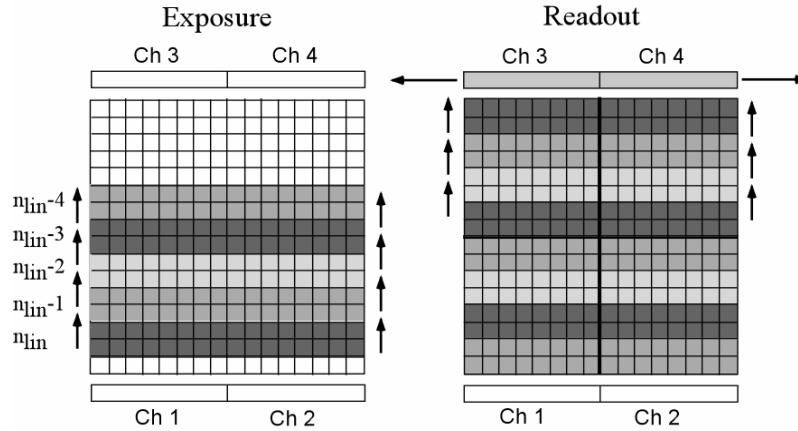 Exposure
Readout
Ch 3 Ch 4
Ch 3 Ch 4
nlin-4
nlin-3
nlin-2
nlin-1
nlin
Ch 1 Ch 2
Ch 1 Ch 2